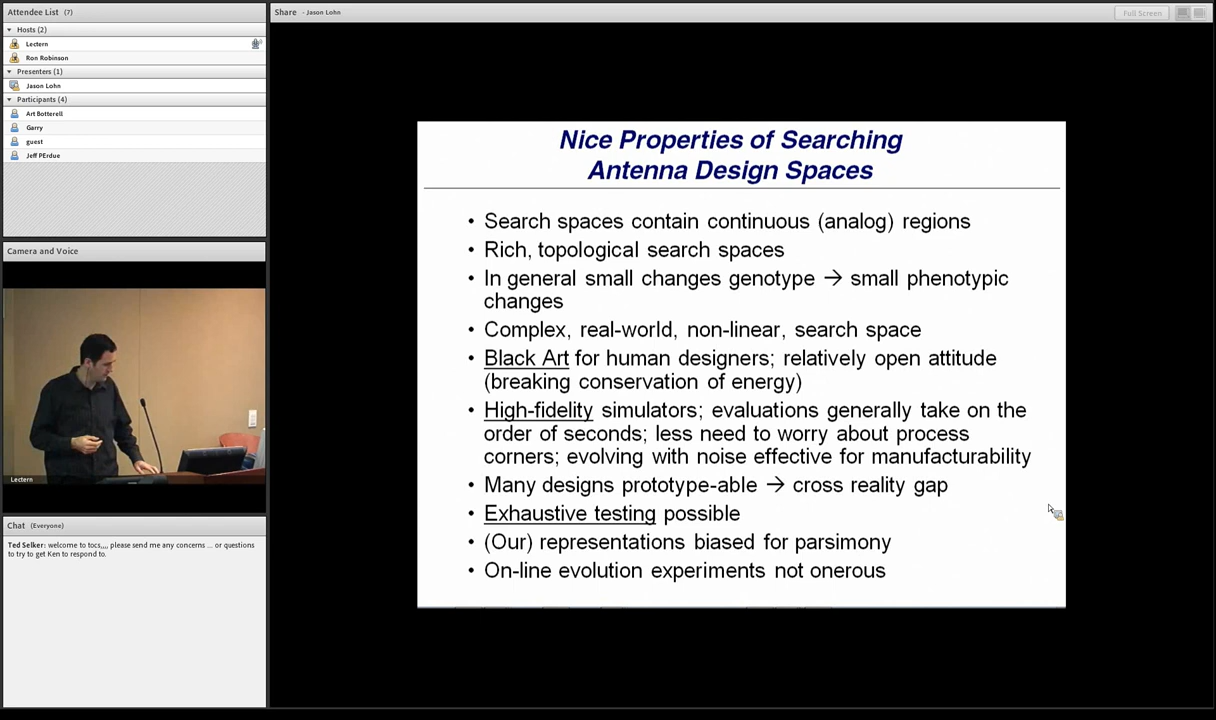 Attendee List (7)
Hosts (2)
Lectern
Ron Robinson
Presenters (1)
Jason Lohn
Participants (4)
Art Botterell
Garry
guest
Jeff PErdue
Camera and Voice
Lectern
Chat (Everyone)
Ted Selker: welcome to tocs,,,, please send me any concerns ... or questions
to try to get Ken to respond to.
Share - Jason Lohn
Full Screen
Nice Properties of Searching
Antenna Design Spaces
• Search spaces contain continuous (analog) regions
• Rich, topological search spaces
• In general small changes genotype → small phenotypic
changes
• Complex, real-world, non-linear, search space
• Black Art for human designers; relatively open attitude
(breaking conservation of energy)
• High-fidelity simulators; evaluations generally take on the
order of seconds; less need to worry about process
corners; evolving with noise effective for manufacturability
• Many designs prototype-able → cross reality gap
• Exhaustive testing possible
• (Our) representations biased for parsimony
• On-line evolution experiments not onerous